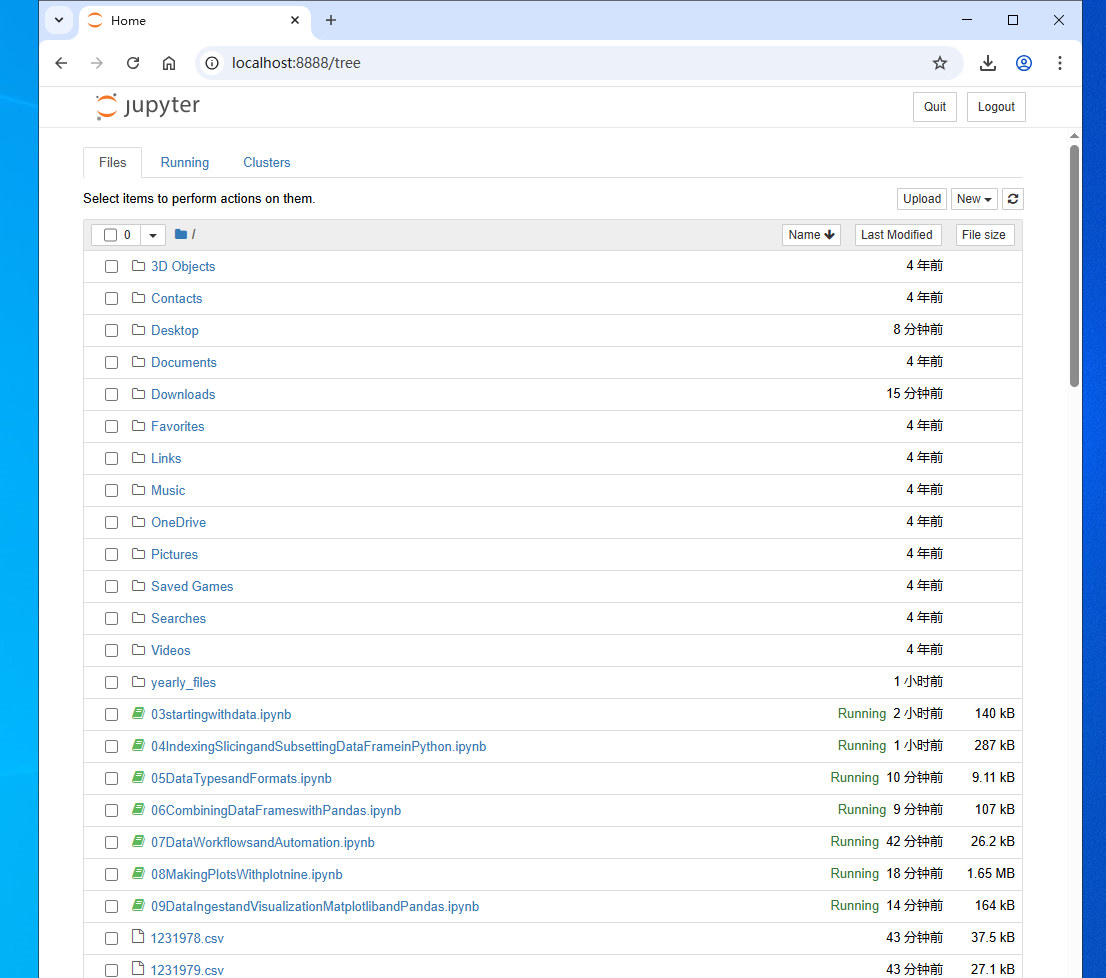 Home
localhost:8888/tree
jupyter
Quit Logout
Files Running Clusters
Select items to perform actions on them.
Upload New
0 / Name Last Modified File size
3D Objects 4 年前
Contacts 4 年前
Desktop 8 分钟前
Documents 4 年前
Downloads 15 分钟前
Favorites 4 年前
Links 4 年前
Music 4 年前
OneDrive 4 年前
Pictures 4 年前
Saved Games 4 年前
Searches 4 年前
Videos 4 年前
yearly_files 1 小时前
03startingwithdata.ipynb Running 2 小时前 140 kB
04IndexingSlicingandSubsettingDataFrameinPython.ipynb Running 1 小时前 287 kB
05DataTypesandFormats.ipynb Running 10 分钟前 9.11 kB
06CombiningDataFrameswithPandas.ipynb Running 9 分钟前 107 kB
07DataWorkflowsandAutomation.ipynb Running 42 分钟前 26.2 kB
08MakingPlotsWithplotnine.ipynb Running 18 分钟前 1.65 MB
09DataIngestandVisualizationMatplotlibandPandas.ipynb Running 14 分钟前 164 kB
1231978.csv 43 分钟前 37.5 kB
1231979.csv 43 分钟前 27.1 kB